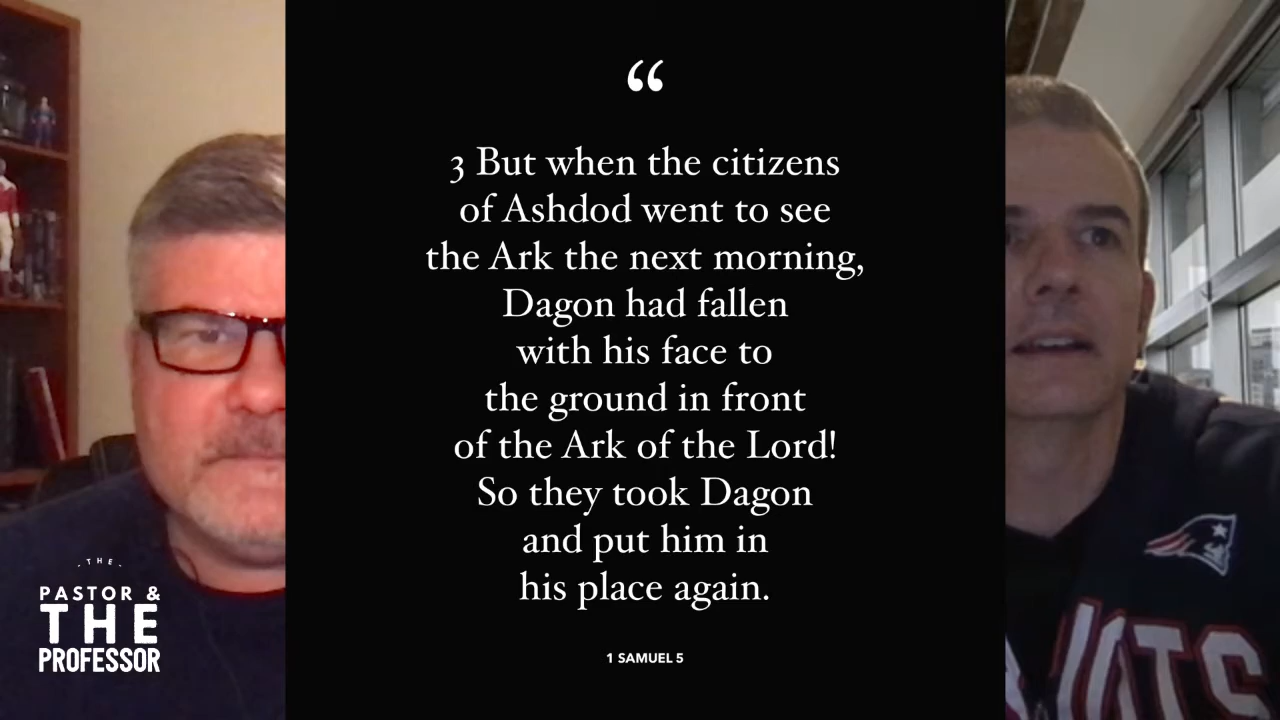 “
3 But when the citizens
of Ashdod went to see
the Ark the next morning,
Dagon had fallen
with his face to
the ground in front
of the Ark of the Lord!
So they took Dagon
and put him in
his place again.
1 SAMUEL 5
· THE ·
PASTOR &
THE
PROFESSOR